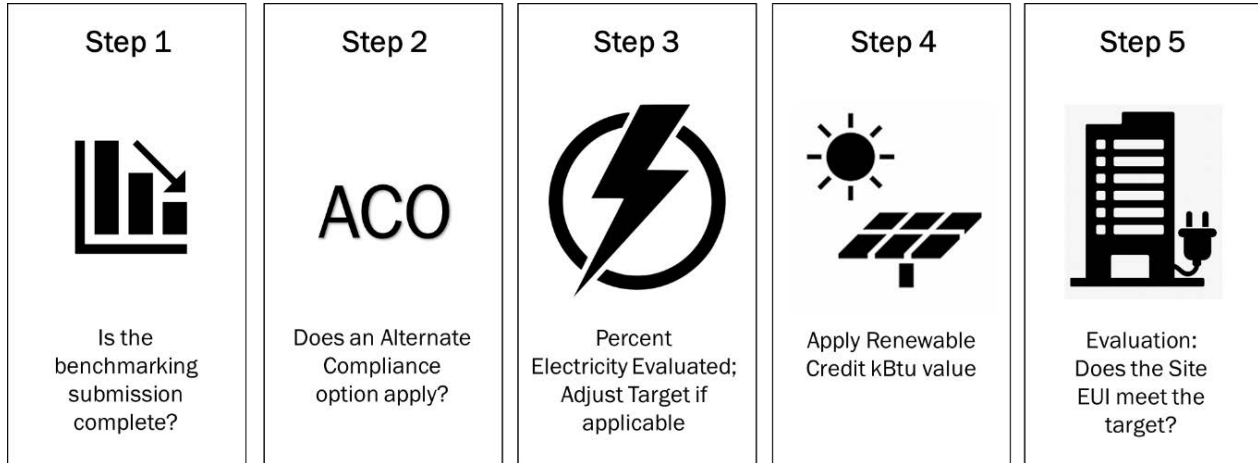 Step 1
Is the
benchmarking
submission
complete?
Step 2
ACO
Does an Alternate
Compliance
option apply?
Step 3
Percent
Electricity Evaluated;
Adjust Target if
applicable
Step 4
Apply Renewable
Credit kBtu value
Step 5
Evaluation:
Does the Site
EUI meet the
target?